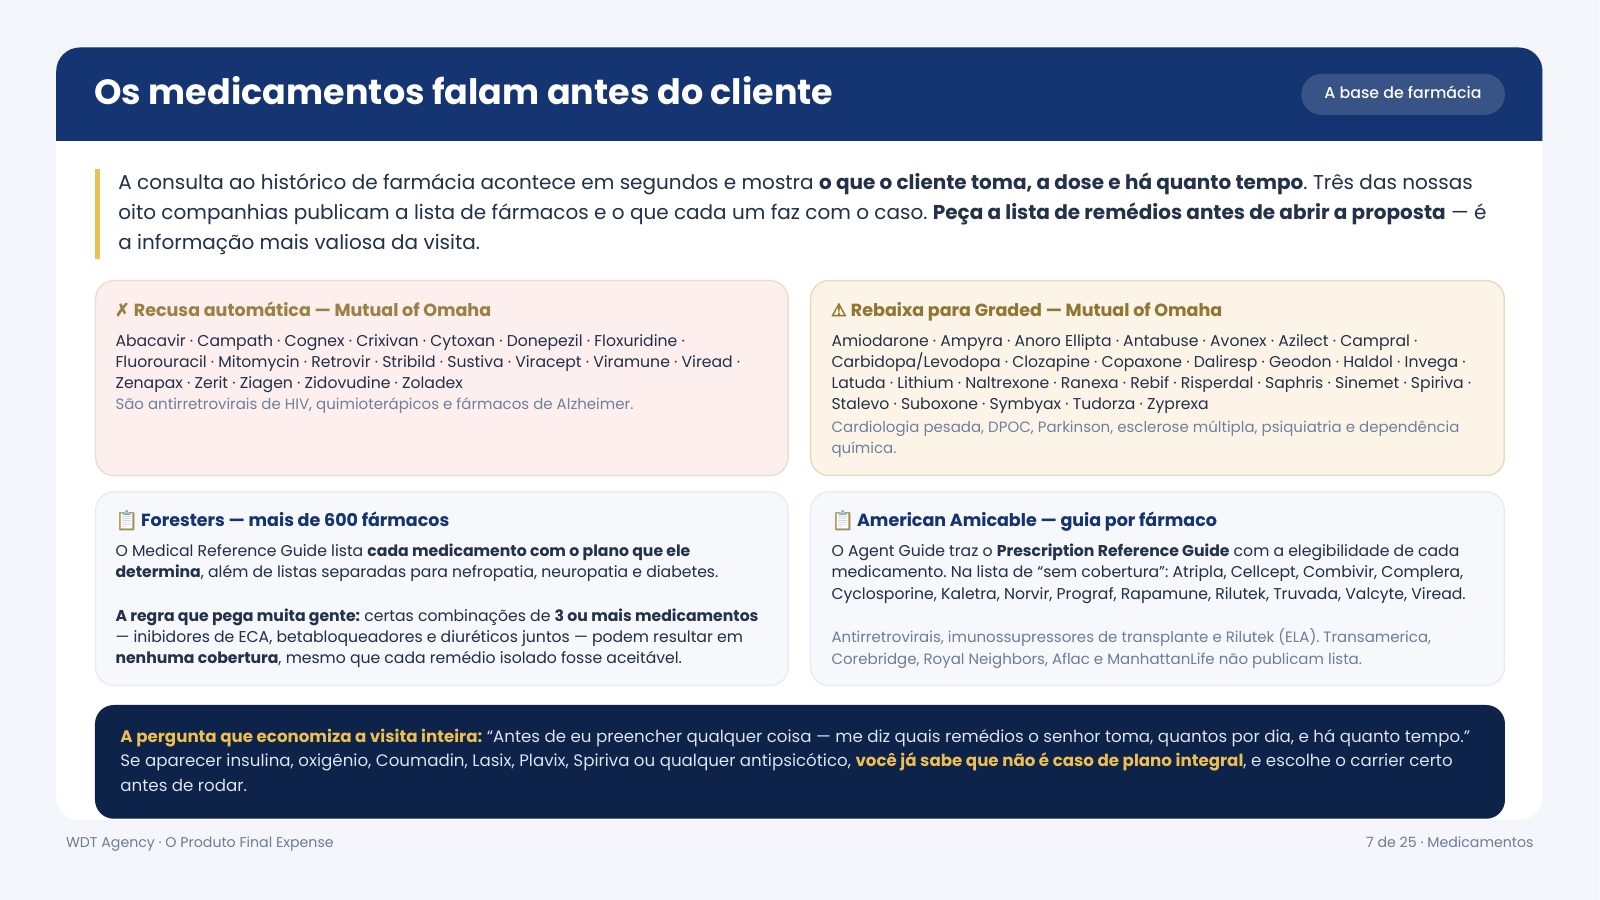 Os medicamentos falam antes do cliente
A base de farmácia
A consulta ao histórico de farmácia acontece em segundos e mostra o que o cliente toma, a dose e há quanto tempo. Três das nossas
oito companhias publicam a lista de fármacos e o que cada um faz com o caso. Peça a lista de remédios antes de abrir a proposta — é
a informação mais valiosa da visita.
✗ Recusa automática — Mutual of Omaha
Abacavir · Campath · Cognex · Crixivan · Cytoxan · Donepezil · Floxuridine ·
Fluorouracil · Mitomycin · Retrovir · Stribild · Sustiva · Viracept · Viramune · Viread ·
Zenapax · Zerit · Ziagen · Zidovudine · Zoladex
São antirretrovirais de HIV, quimioterápicos e fármacos de Alzheimer.
⚠ Rebaixa para Graded — Mutual of Omaha
Amiodarone · Ampyra · Anoro Ellipta · Antabuse · Avonex · Azilect · Campral ·
Carbidopa/Levodopa · Clozapine · Copaxone · Daliresp · Geodon · Haldol · Invega ·
Latuda · Lithium · Naltrexone · Ranexa · Rebif · Risperdal · Saphris · Sinemet · Spiriva ·
Stalevo · Suboxone · Symbyax · Tudorza · Zyprexa
Cardiologia pesada, DPOC, Parkinson, esclerose múltipla, psiquiatria e dependência
química.
📋 Foresters — mais de 600 fármacos
O Medical Reference Guide lista cada medicamento com o plano que ele
determina, além de listas separadas para nefropatia, neuropatia e diabetes.
A regra que pega muita gente: certas combinações de 3 ou mais medicamentos
— inibidores de ECA, betabloqueadores e diuréticos juntos — podem resultar em
nenhuma cobertura, mesmo que cada remédio isolado fosse aceitável.
📋 American Amicable — guia por fármaco
O Agent Guide traz o Prescription Reference Guide com a elegibilidade de cada
medicamento. Na lista de “sem cobertura”: Atripla, Cellcept, Combivir, Complera,
Cyclosporine, Kaletra, Norvir, Prograf, Rapamune, Rilutek, Truvada, Valcyte, Viread.
Antirretrovirais, imunossupressores de transplante e Rilutek (ELA). Transamerica,
Corebridge, Royal Neighbors, Aflac e ManhattanLife não publicam lista.
A pergunta que economiza a visita inteira: “Antes de eu preencher qualquer coisa — me diz quais remédios o senhor toma, quantos por dia, e há quanto tempo.”
Se aparecer insulina, oxigênio, Coumadin, Lasix, Plavix, Spiriva ou qualquer antipsicótico, você já sabe que não é caso de plano integral, e escolhe o carrier certo
antes de rodar.
WDT Agency · O Produto Final Expense
7 de 25 · Medicamentos